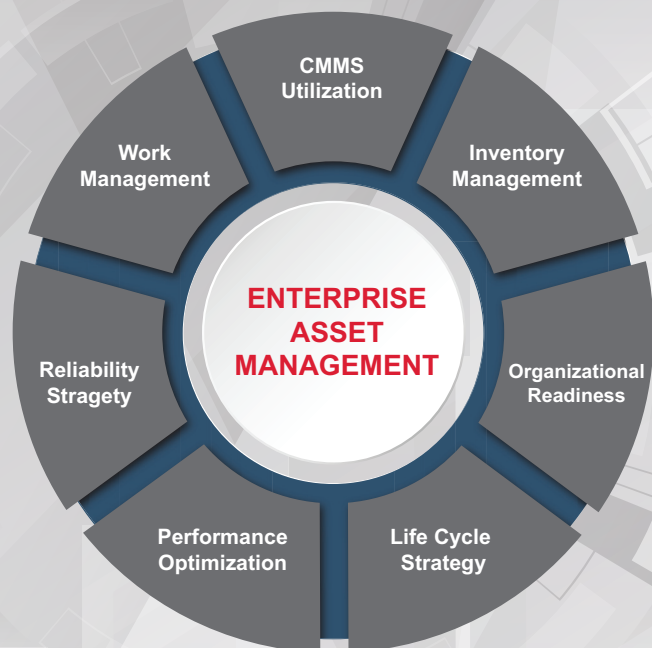 CMMS
Utilization
Inventory
Management
Organizational
Readiness
Life Cycle
Strategy
Performance
Optimization
Reliability
Stragety
Work
Management
ENTERPRISE
ASSET
MANAGEMENT